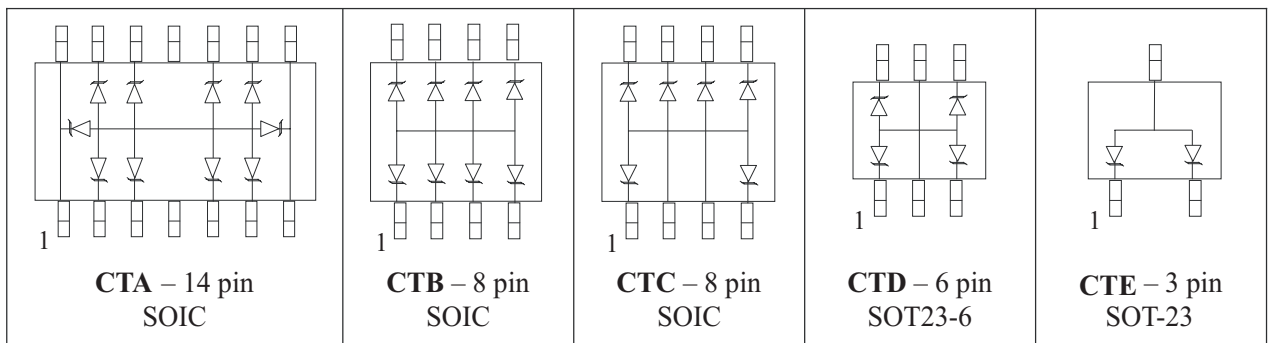 1
CTA – 14 pin
SOIC
1
CTB – 8 pin
SOIC
1
CTC – 8 pin
SOIC
1
CTD – 6 pin
SOT23-6
1
CTE – 3 pin
SOT-23